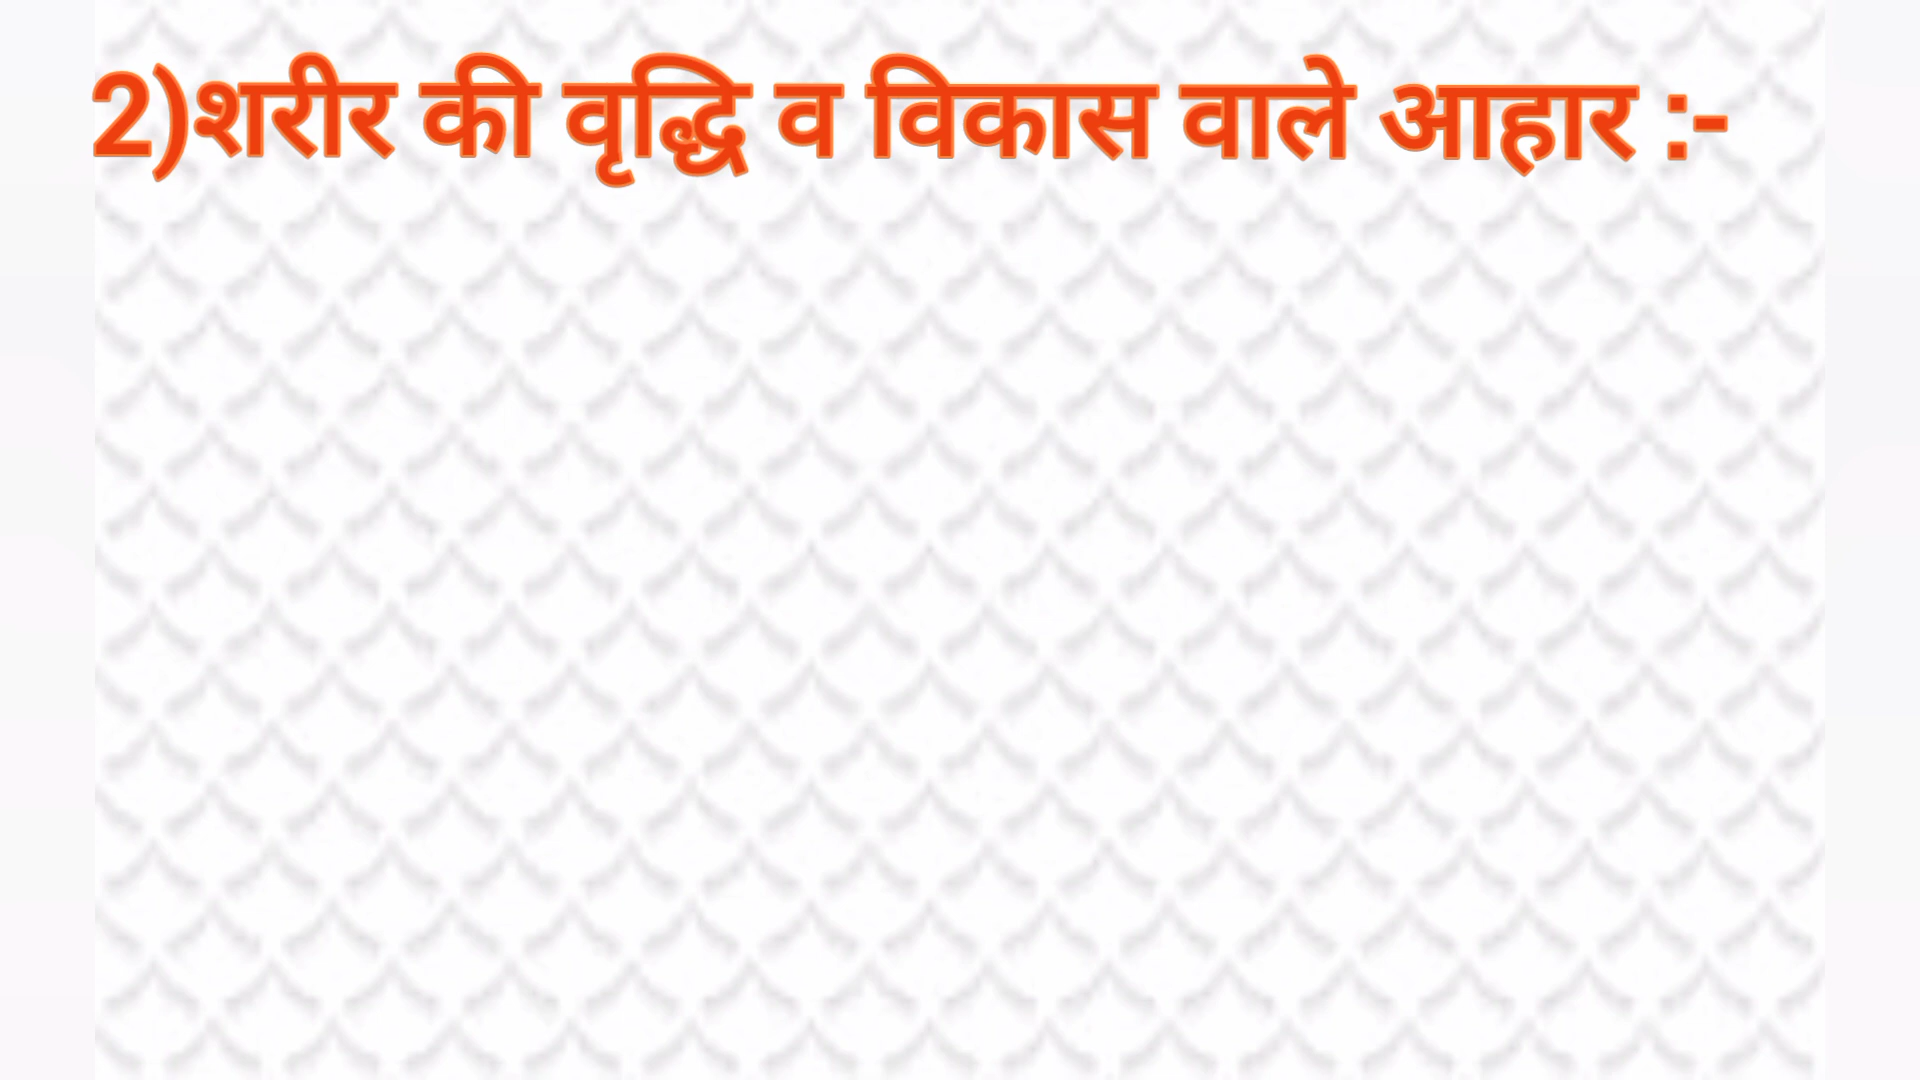 2)शरीर की वृद्धि व विकास वाले आहार :-